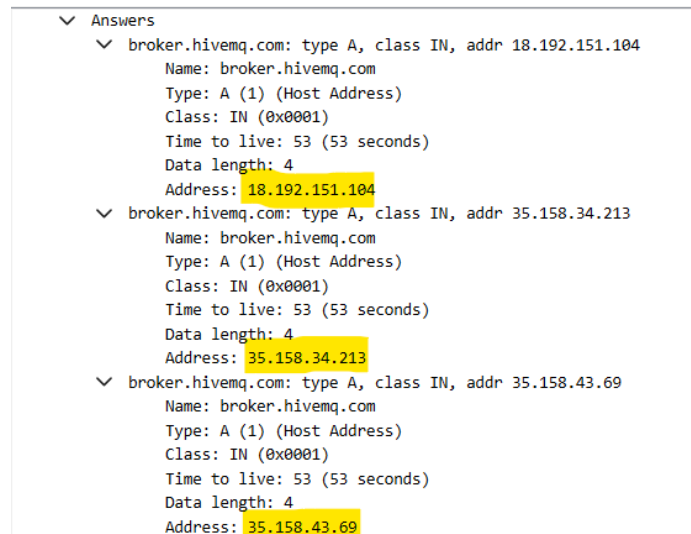 Answers
broker.hivemq.com: type A, class IN, addr 18.192.151.104
Name: broker.hivemq.com
Type: A (1) (Host Address)
Class: IN (0x0001)
Time to live: 53 (53 seconds)
Data length: 4
Address: 18.192.151.104
broker.hivemq.com: type A, class IN, addr 35.158.34.213
Name: broker.hivemq.com
Type: A (1) (Host Address)
Class: IN (0x0001)
Time to live: 53 (53 seconds)
Data length: 4
Address: 35.158.34.213
broker.hivemq.com: type A, class IN, addr 35.158.43.69
Name: broker.hivemq.com
Type: A (1) (Host Address)
Class: IN (0x0001)
Time to live: 53 (53 seconds)
Data length: 4
Address: 35.158.43.69